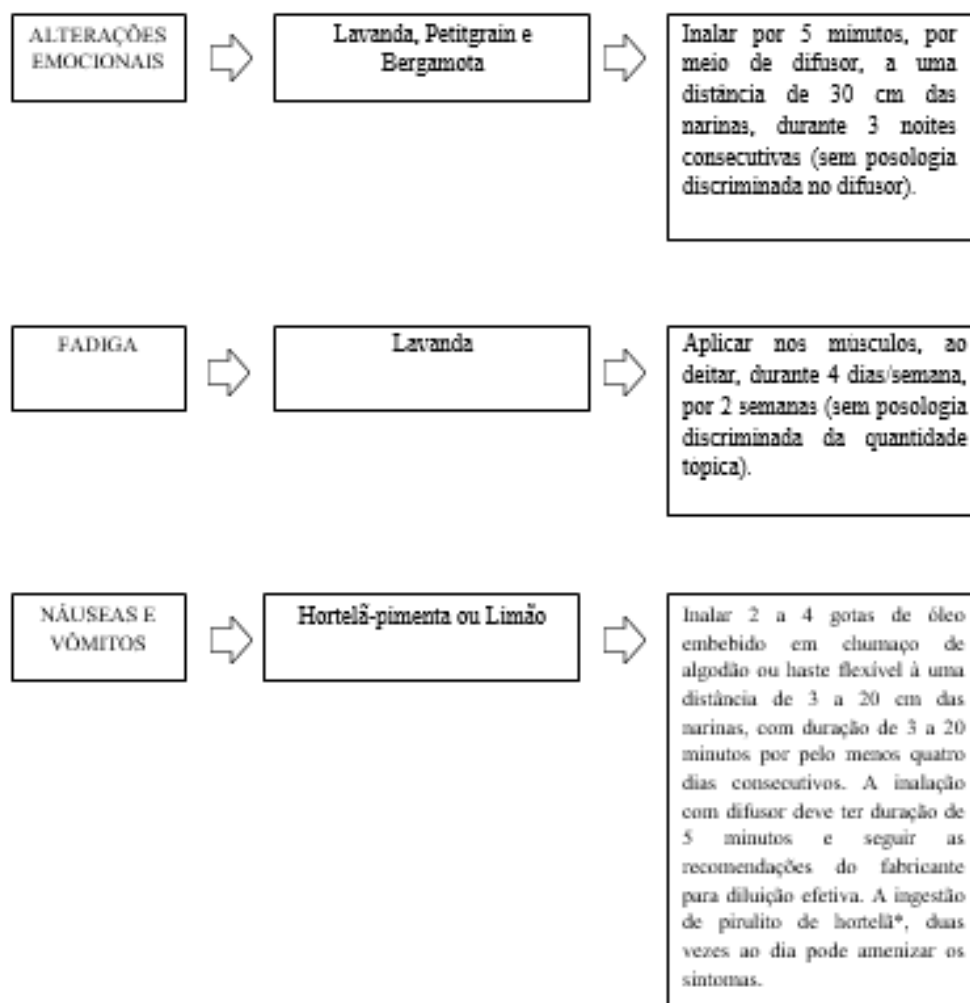 ALTERAÇÕES
EMOCIONAIS
Lavanda, Petitgrain e
Bergamota
Inalar por 5 minutos, por
meio de difusor, a uma
distância de 30 cm das
narinas, durante 3 noites
consecutivas (sem posologia
discriminada no difusor).
FADIGA
Lavanda
Aplicar nos músculos, ao
deitar, durante 4 dias/semana,
por 2 semanas (sem posologia
discriminada da quantidade
tópica).
NÁUSEAS E
VÔMITOS
Hortelã-pimenta ou Limão
Inalar 2 a 4 gotas de óleo
embebido em chumaço de
algodão ou haste flexível à uma
distância de 3 a 20 cm das
narinas, com duração de 3 a 20
minutos por pelo menos quatro
dias consecutivos. A inalação
com difusor deve ter duração de
5 minutos e seguir as
recomendações do fabricante
para diluição efetiva. A ingestão
de pirulito de hortelã*, duas
vezes ao dia pode amenizar os
sintomas.